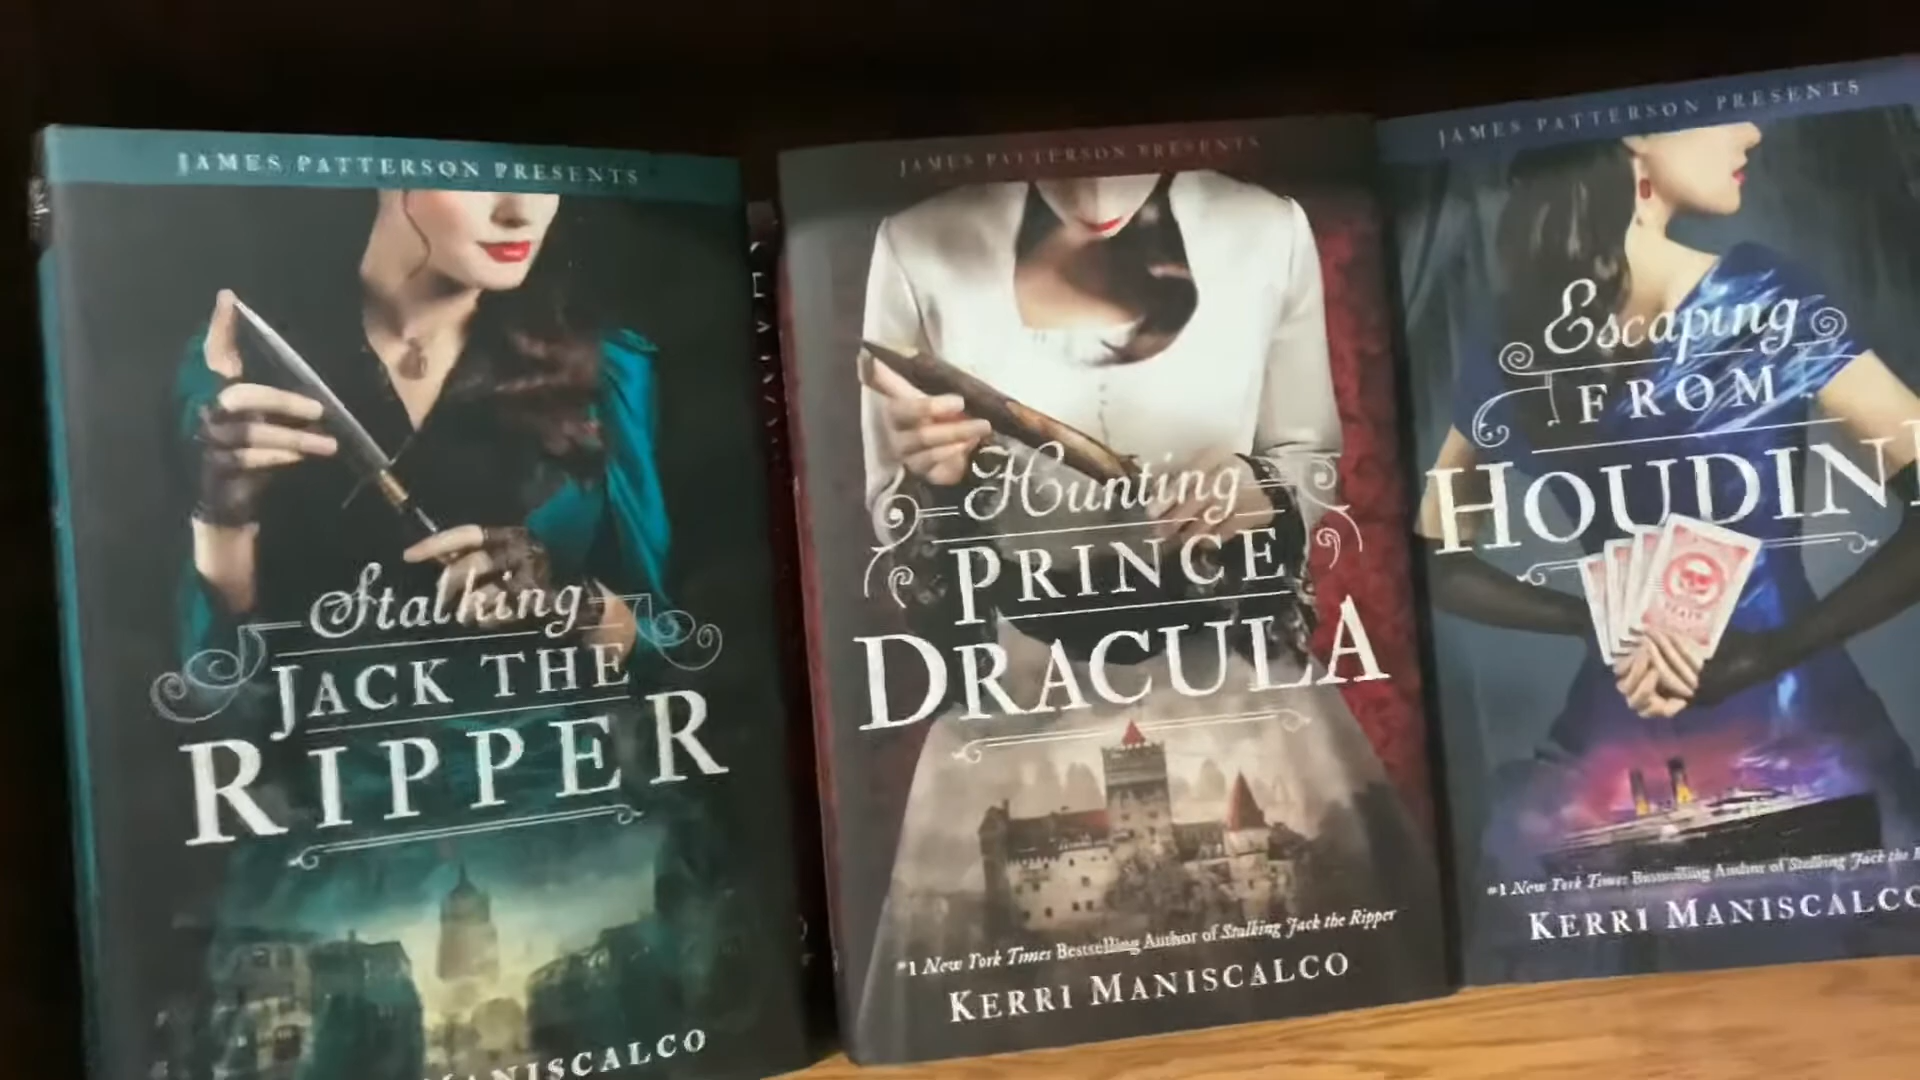 JAMES PATTERSON PRESENTS
Stalking
JACK THE
RIPPER
MANISCALCO
JAMES PATTERSON PRESENTS
Hunting
PRINCE
DRACULA
#1 New York Times Bestselling Author of Stalking Jack the Ripper
KERRI MANISCALCO
JAMES PATTERSON PRESENTS
Escaping
FROM
HOUDINI
#1 New York Times Bestselling Author of Stalking Jack the
KERRI MANISCALCO